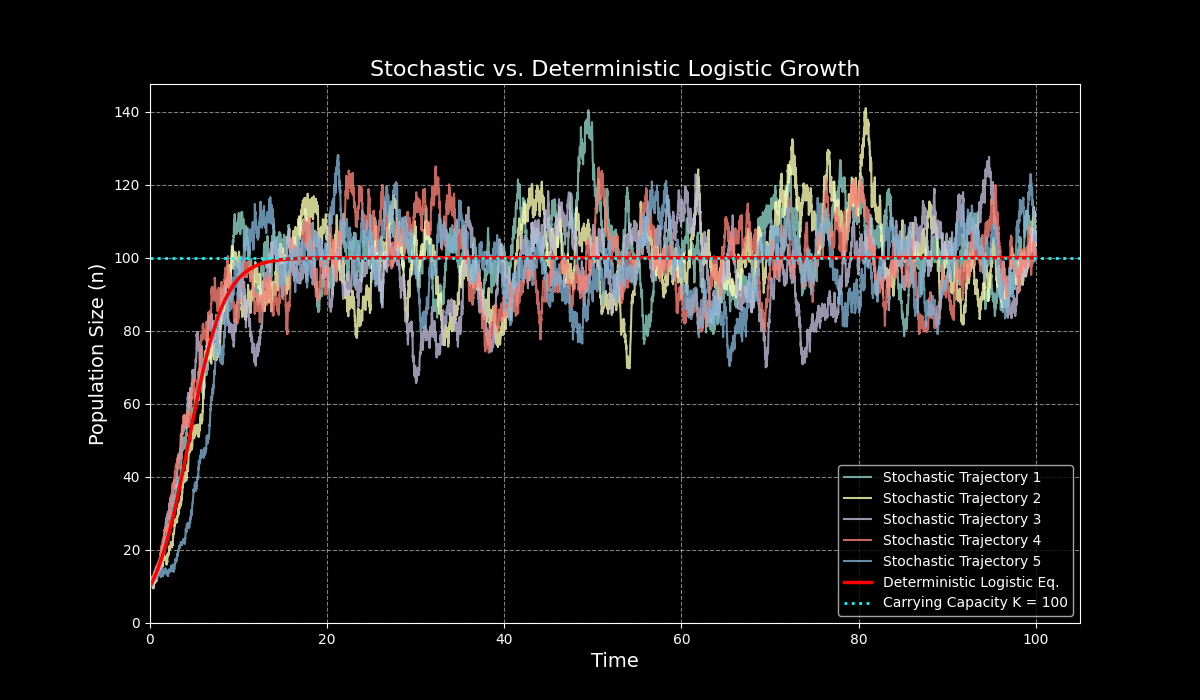 Stochastic vs. Deterministic Logistic Growth
Population Size (n)
140
120
100
80
60
40
20
0
0 20 40 60 80 100
Time
Stochastic Trajectory 1
Stochastic Trajectory 2
Stochastic Trajectory 3
Stochastic Trajectory 4
Stochastic Trajectory 5
Deterministic Logistic Eq.
Carrying Capacity K = 100